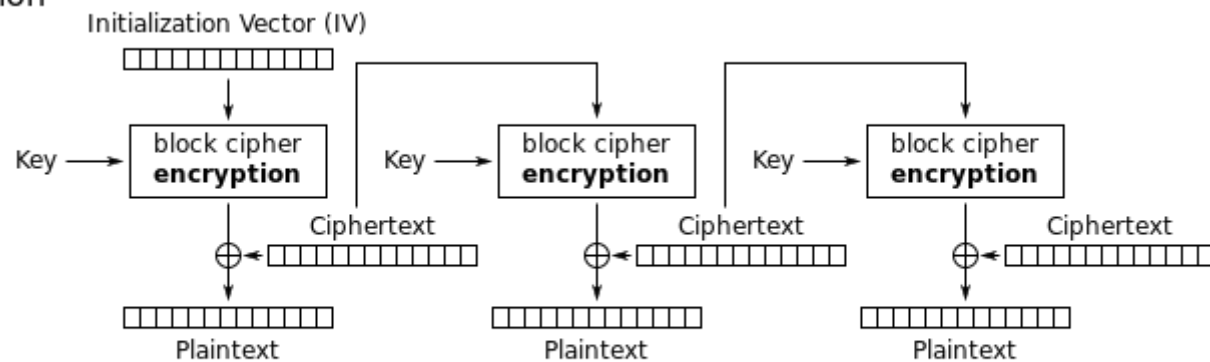 Initialization Vector (IV)
Key
block cipher
encryption
Key
block cipher
encryption
Key
block cipher
encryption
Ciphertext
Ciphertext
Ciphertext
Plaintext
Plaintext
Plaintext